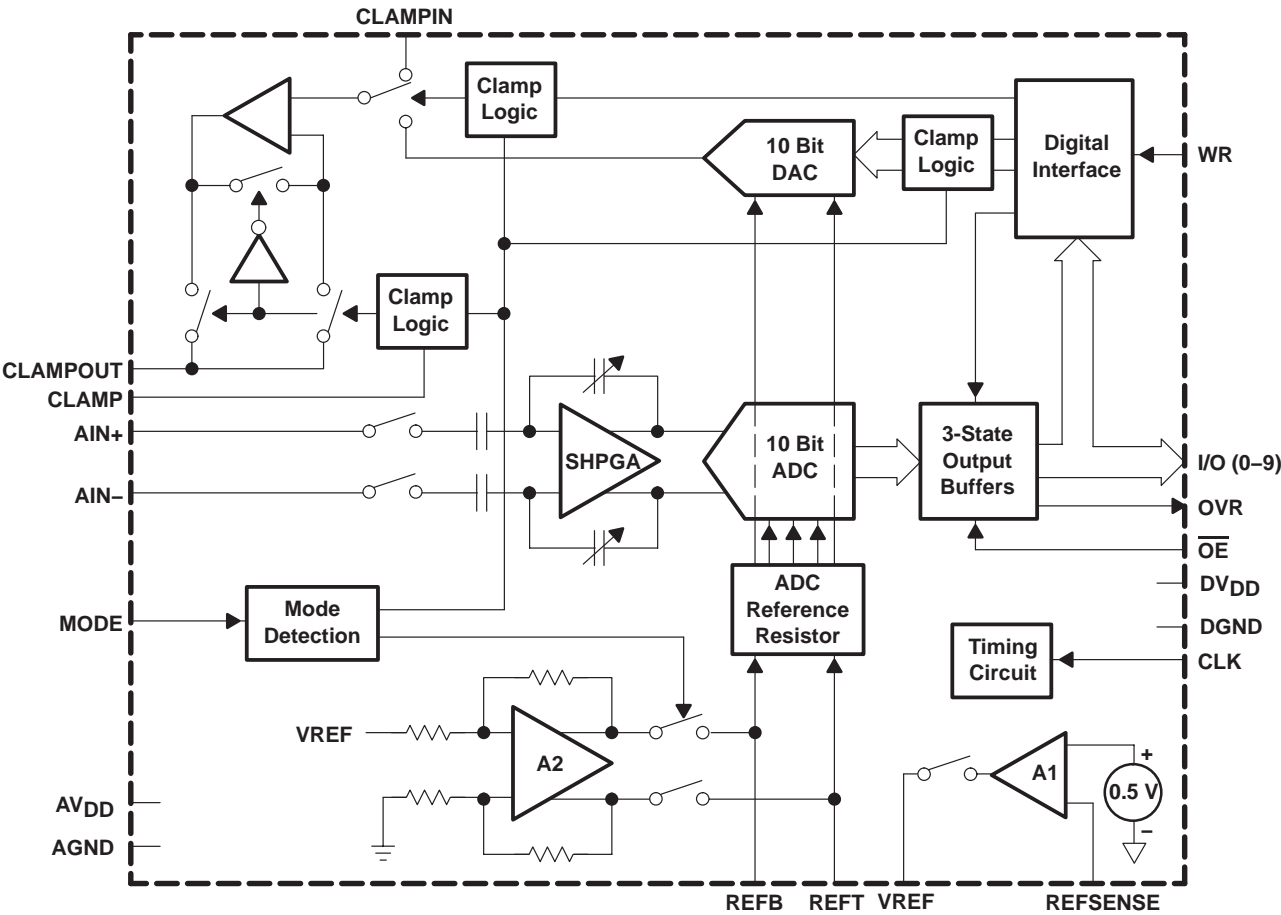 CLAMPIN
Clamp
Logic
10 Bit
DAC
Clamp
Logic
Digital
Interface
WR
Clamp
Logic
CLAMPOUT
CLAMP
AIN+
AIN−
SHPGA
10 Bit
ADC
3-State
Output
Buffers
I/O (0–9)
OVR
OE
DVDD
DGND
CLK
MODE
Mode
Detection
ADC
Reference
Resistor
Timing
Circuit
VREF
A2
A1
+
0.5 V
−
AVDD
AGND
REFB
REFT
VREF
REFSENSE